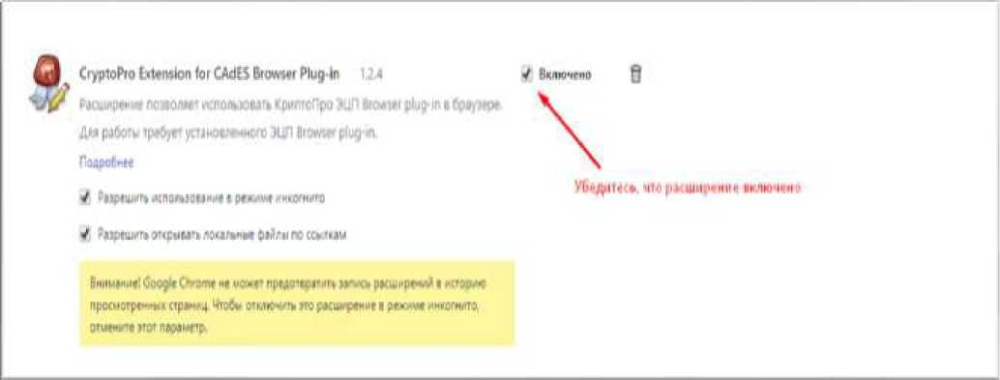 CryptoPro Extension for CAdES Browser Plug-in 1.2.4 Включено
Расширение позволяет использовать КриптоПро ЭЦП Browser plug-in в браузере.
Для работы требует установленного ЭЦП Browser plug-in.
Подробнее
Убедитесь, что расширение включено
Разрешить использование в режиме инкогнито
Разрешить открывать локальные файлы по ссылкам
Внимание! Google Chrome не может предотвратить запись расширений в историю
просмотренных страниц. Чтобы отключить это расширение в режиме инкогнито,
отмените этот параметр.